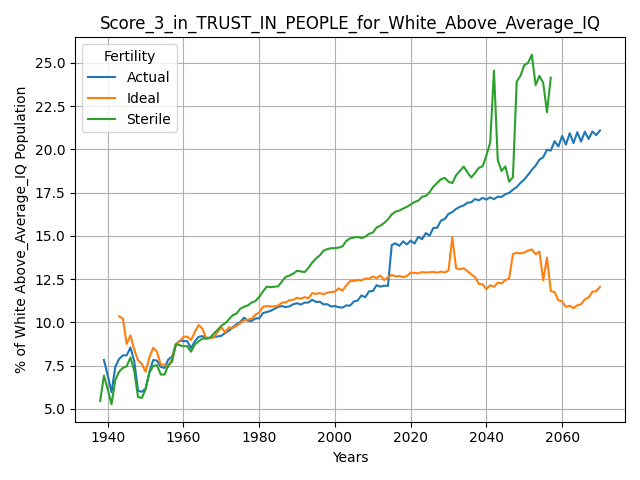 Score_3_in_TRUST_IN_PEOPLE_for_White_Above_Average_IQ
Fertility
Actual
Ideal
Sterile
% of White Above_Average_IQ Population
25.0
22.5
20.0
17.5
15.0
12.5
10.0
7.5
5.0
1940 1960 1980 2000 2020 2040 2060
Years